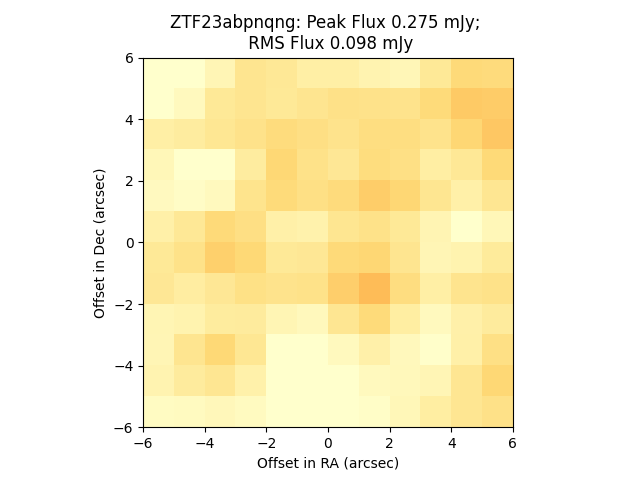 ZTF23abpnqng: Peak Flux 0.275 mJy;
RMS Flux 0.098 mJy
6
4
2
0
−2
−4
−6
Offset in Dec (arcsec)
−6 −4 −2 0 2 4 6
Offset in RA (arcsec)